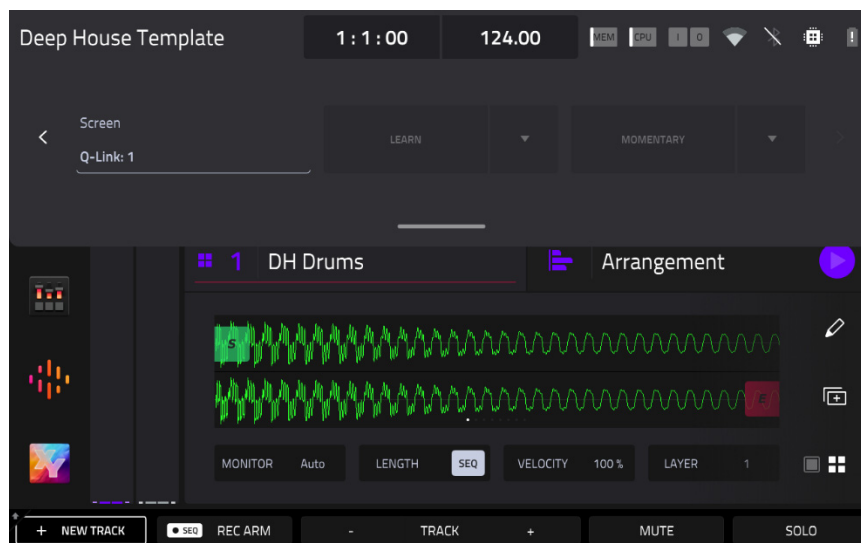 Deep House Template 1:1:00 124.00 MEM CPU I O
Screen
Q-Link: 1
LEARN
MOMENTARY
1 DH Drums Arrangement
S
E
MONITOR Auto LENGTH SEQ VELOCITY 100 % LAYER 1
+ NEW TRACK SEQ REC ARM - TRACK + MUTE SOLO